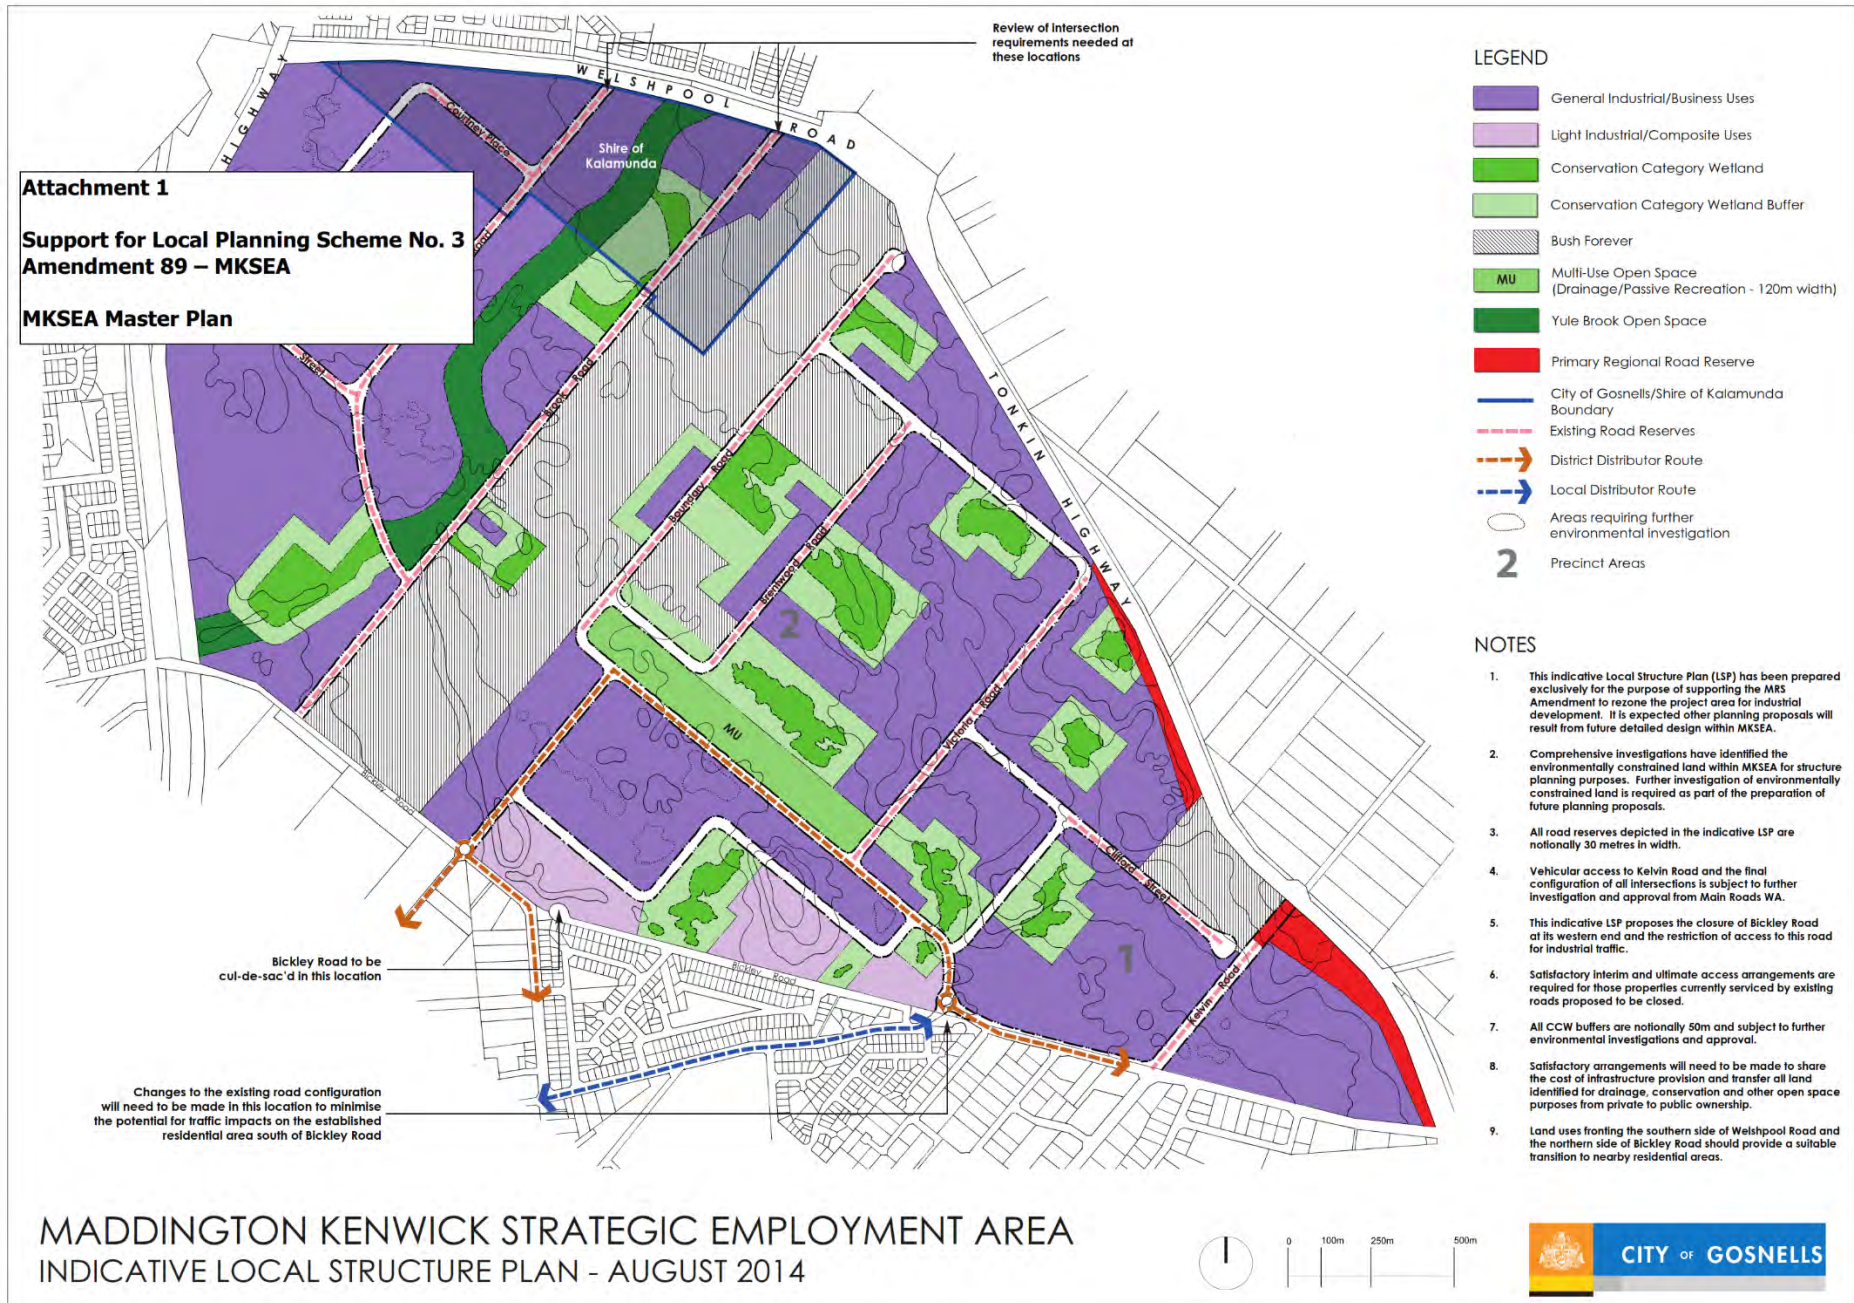 Review of intersection
requirements needed at
these locations
HIGHWAY
WELSHPOOL
ROAD
Courtney Place
Shire of
Kalamunda
Attachment 1
Support for Local Planning Scheme No. 3
Amendment 89 – MKSEA
MKSEA Master Plan
Road
Street
Brook Road
TONKIN HIGHWAY
Boundary Road
Brentwood Road
2
MU
Victoria Road
Bickley Road
Clifford Street
1
Kelvin Road
Bickley Road
Bickley Road to be
cul-de-sac'd in this location
Changes to the existing road configuration
will need to be made in this location to minimise
the potential for traffic impacts on the established
residential area south of Bickley Road
LEGEND
General Industrial/Business Uses
Light Industrial/Composite Uses
Conservation Category Wetland
Conservation Category Wetland Buffer
Bush Forever
MU
Multi-Use Open Space
(Drainage/Passive Recreation - 120m width)
Yule Brook Open Space
Primary Regional Road Reserve
City of Gosnells/Shire of Kalamunda
Boundary
Existing Road Reserves
District Distributor Route
Local Distributor Route
Areas requiring further
environmental investigation
2 Precinct Areas
NOTES
1. This indicative Local Structure Plan (LSP) has been prepared
exclusively for the purpose of supporting the MRS
Amendment to rezone the project area for industrial
development. It is expected other planning proposals will
result from future detailed design within MKSEA.
2. Comprehensive investigations have identified the
environmentally constrained land within MKSEA for structure
planning purposes. Further investigation of environmentally
constrained land is required as part of the preparation of
future planning proposals.
3. All road reserves depicted in the indicative LSP are
notionally 30 metres in width.
4. Vehicular access to Kelvin Road and the final
configuration of all intersections is subject to further
investigation and approval from Main Roads WA.
5. This indicative LSP proposes the closure of Bickley Road
at its western end and the restriction of access to this road
for industrial traffic.
6. Satisfactory interim and ultimate access arrangements are
required for those properties currently serviced by existing
roads proposed to be closed.
7. All CCW buffers are notionally 50m and subject to further
environmental investigations and approval.
8. Satisfactory arrangements will need to be made to share
the cost of infrastructure provision and transfer all land
identified for drainage, conservation and other open space
purposes from private to public ownership.
9. Land uses fronting the southern side of Welshpool Road and
the northern side of Bickley Road should provide a suitable
transition to nearby residential areas.
MADDINGTON KENWICK STRATEGIC EMPLOYMENT AREA
INDICATIVE LOCAL STRUCTURE PLAN - AUGUST 2014
0 100m 250m 500m
CITY OF GOSNELLS